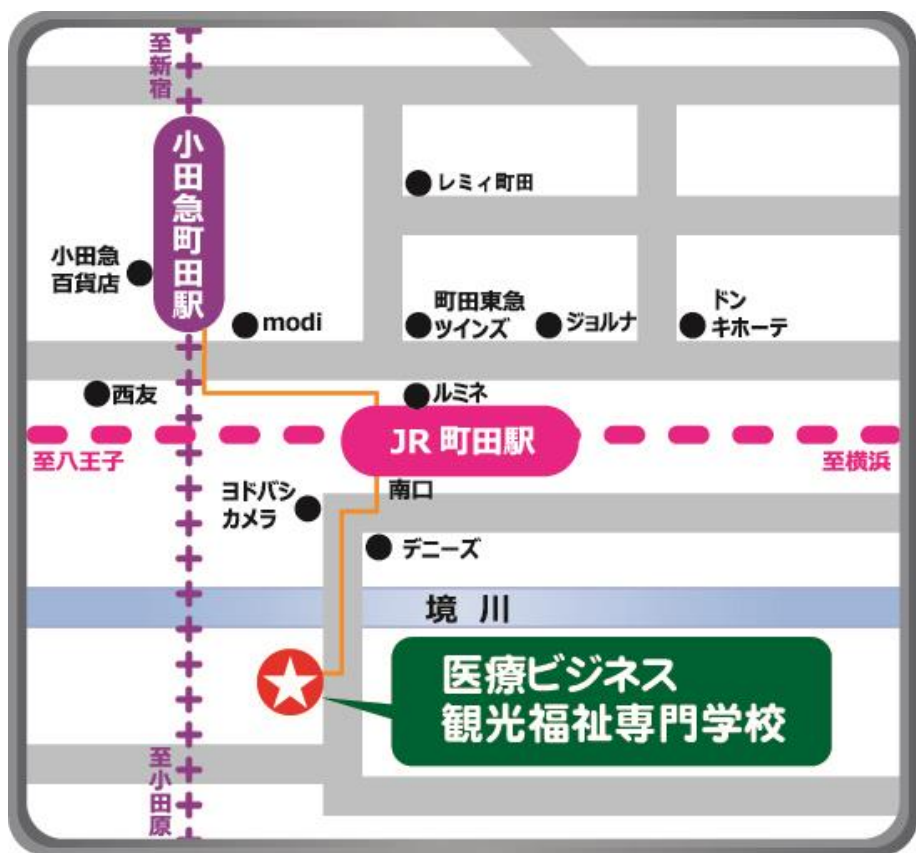 至新宿
小田急町田駅
レミィ町田
小田急
百貨店
modi
町田東急
ツインズ
ジョルナ
ドン
キホーテ
西友
ルミネ
JR 町田駅
至八王子
至横浜
南口
ヨドバシ
カメラ
デニーズ
境川
医療ビジネス
観光福祉専門学校
至小田原